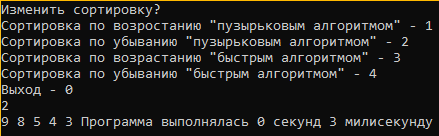 Изменить сортировку?
Сортировка по возростанию "пузырьковым алгоритмом" - 1
Сортировка по убыванию "пузырьковым алгоритмом" - 2
Сортировка по возрастанию "быстрым алгоритмом" - 3
Сортировка по убыванию "быстрым алгоритмом" - 4
Выход - 0
2
9 8 5 4 3 Программа выполнялась 0 секунд 3 милисекунду